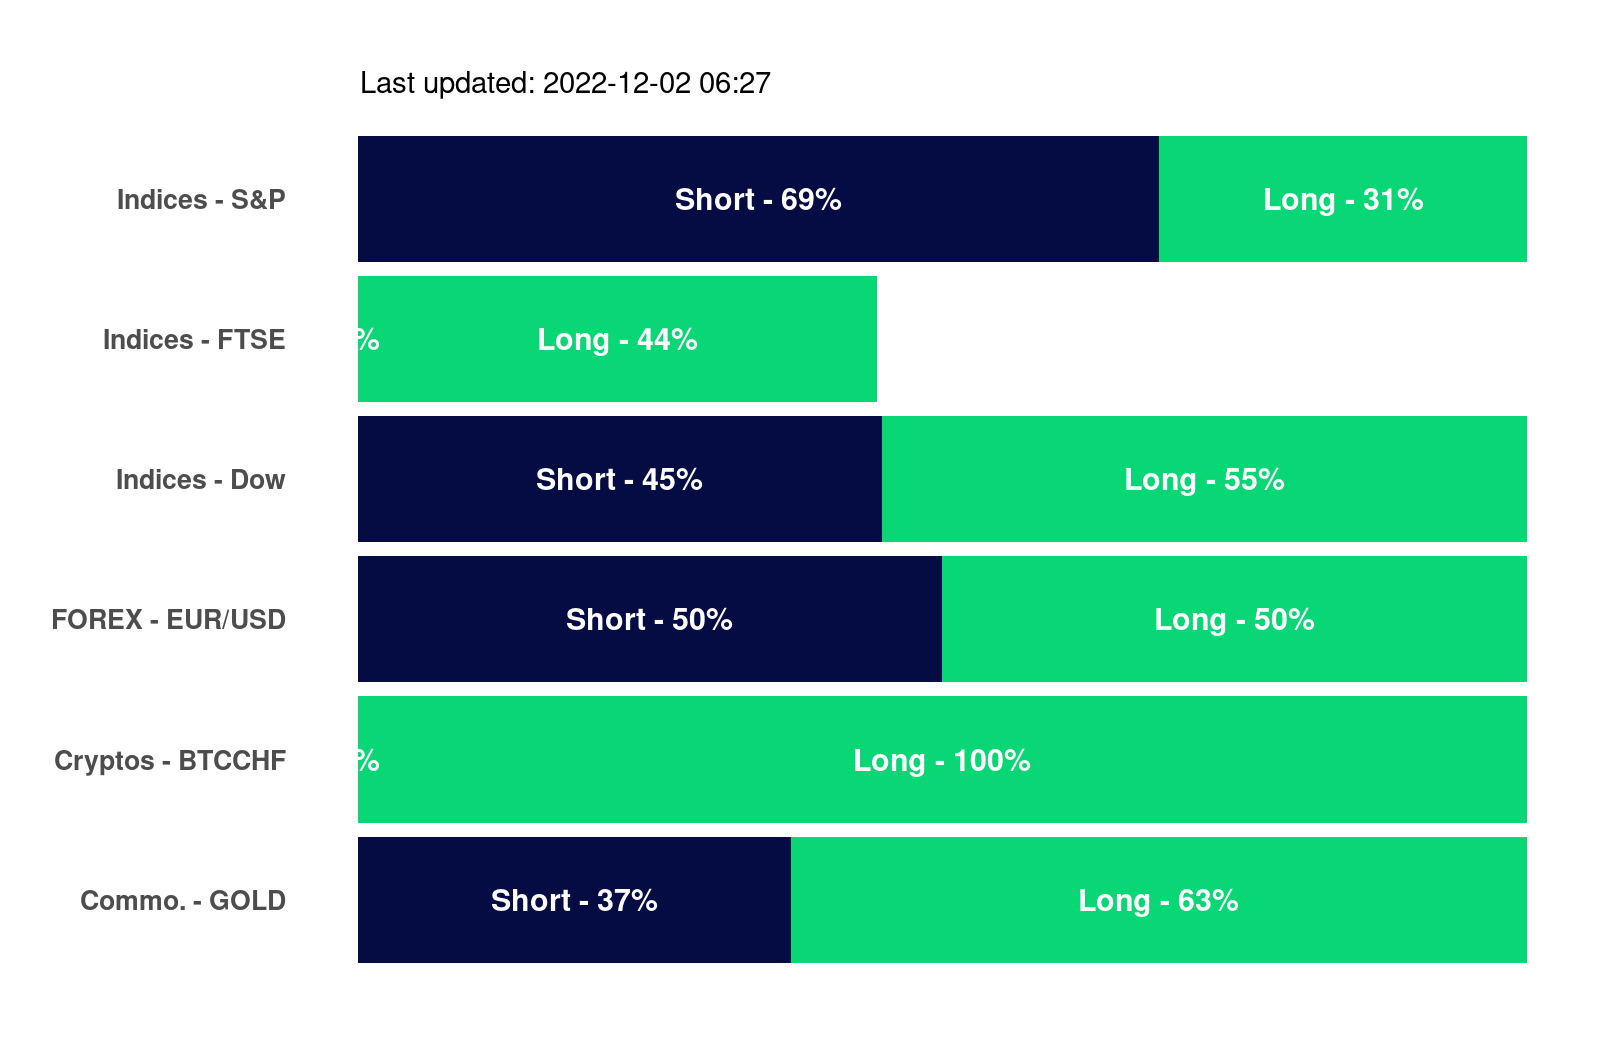 Last updated: 2022-12-02 06:27
Indices - S&P Short - 69% Long - 31%
Indices - FTSE % Long - 44%
Indices - Dow Short - 45% Long - 55%
FOREX - EUR/USD Short - 50% Long - 50%
Cryptos - BTCCHF % Long - 100%
Commo. - GOLD Short - 37% Long - 63%